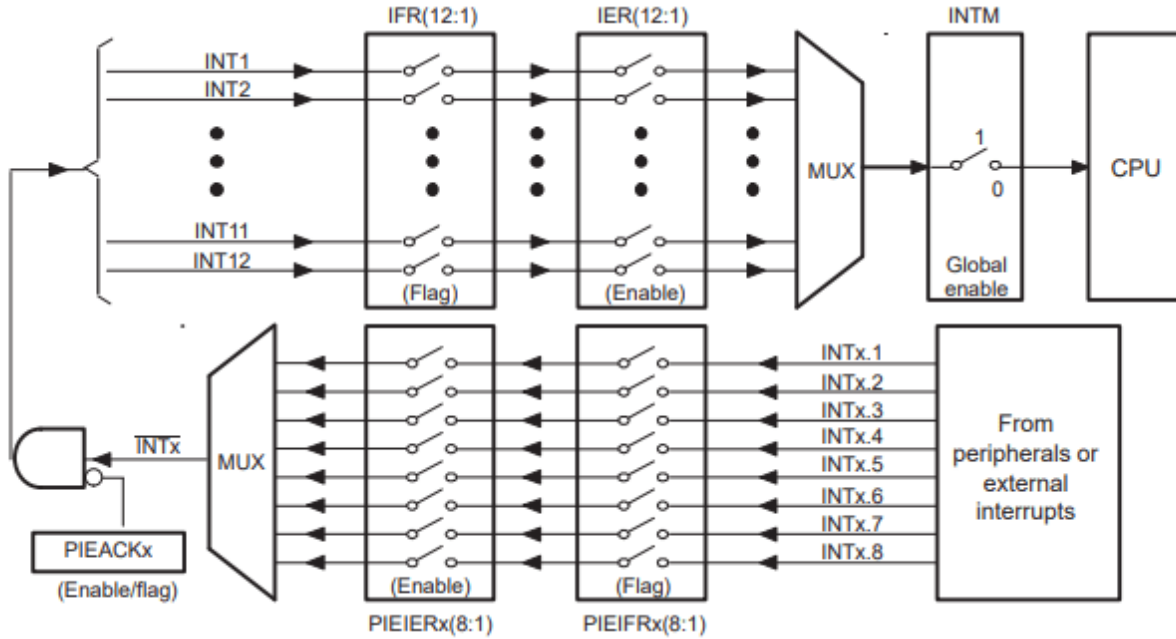 IFR(12:1) IER(12:1) INTM
INT1
INT2
1
MUX CPU
0
INT11
INT12
Global
(Flag) (Enable) enable
INTx.1
INTx.2
INTx.3
From
INTx.4
peripherals or
INTx MUX INTx.5
external
INTx.6
interrupts
INTx.7
PIEACKx
INTx.8
(Enable/flag) (Enable) (Flag)
PIEIERx(8:1) PIEIFRx(8:1)